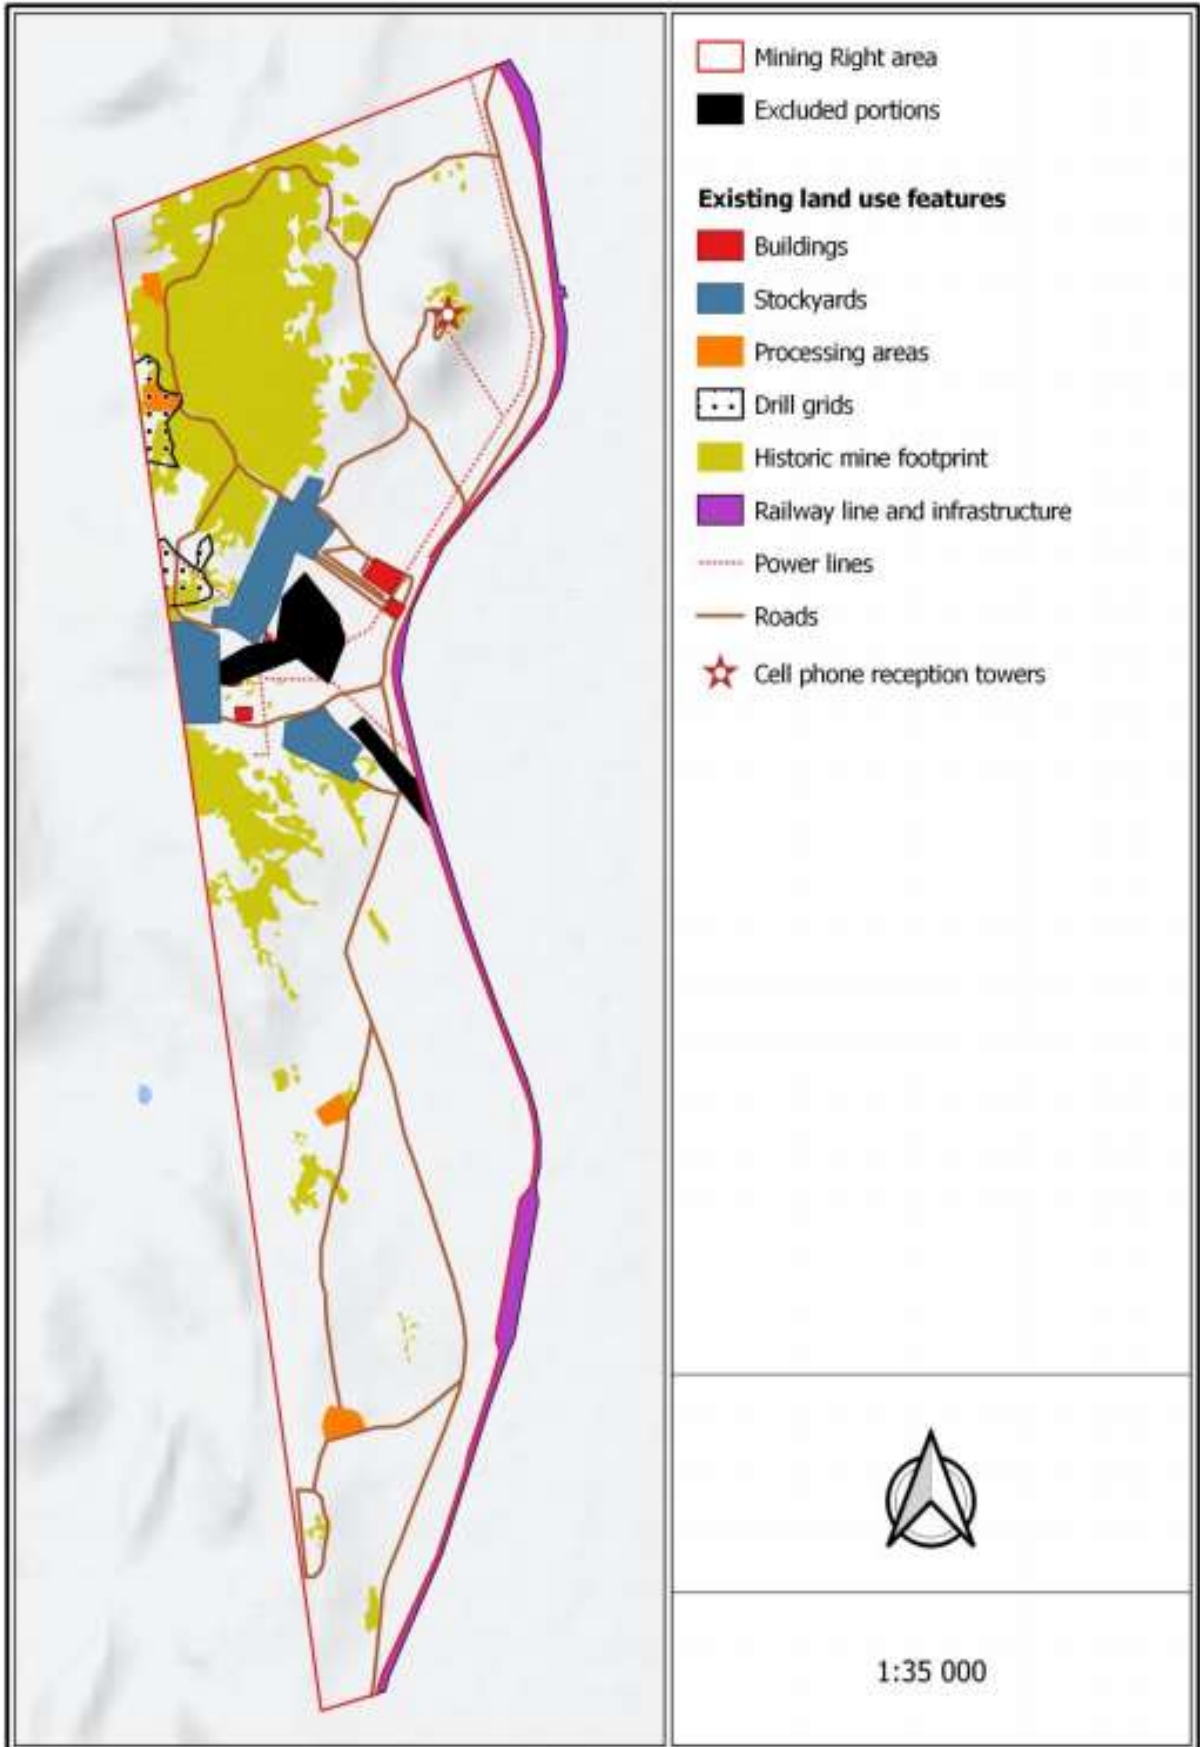 Mining Right area
Excluded portions
Existing land use features
Buildings
Stockyards
Processing areas
Drill grids
Historic mine footprint
Railway line and infrastructure
Power lines
Roads
Cell phone reception towers
1:35 000